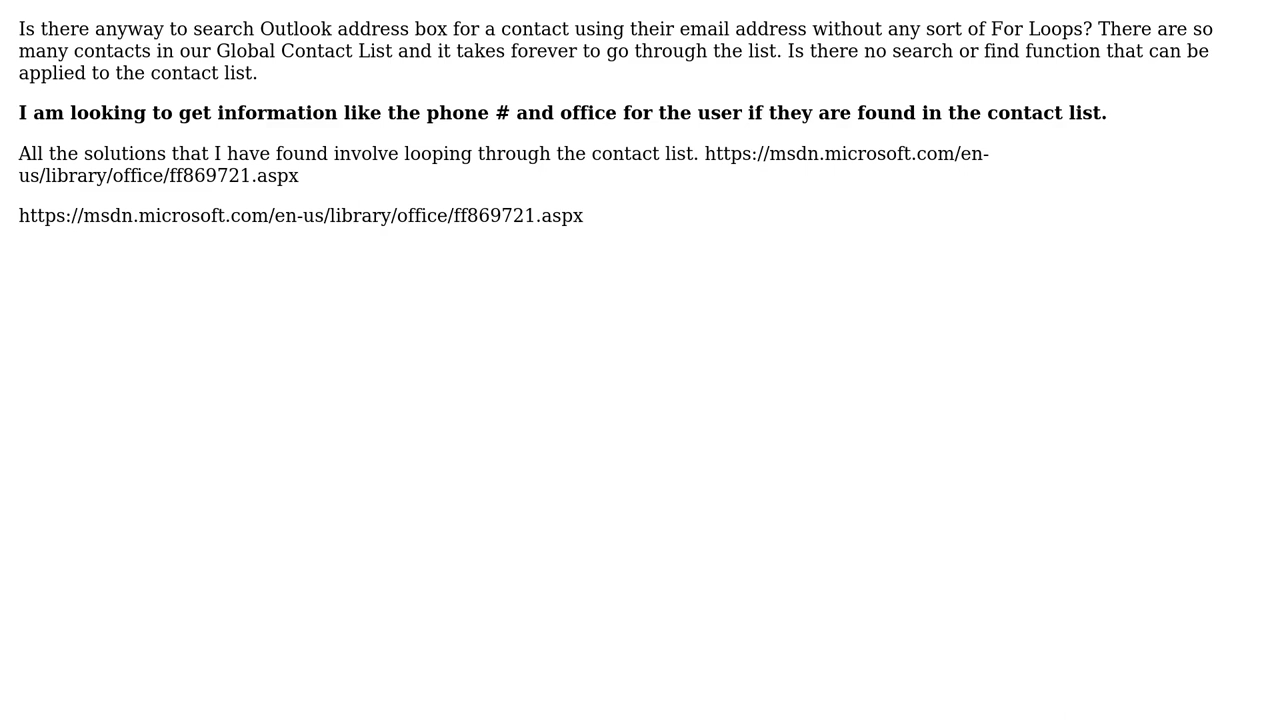 Is there anyway to search Outlook address box for a contact using their email address without any sort of For Loops? There are so
many contacts in our Global Contact List and it takes forever to go through the list. Is there no search or find function that can be
applied to the contact list.
I am looking to get information like the phone # and office for the user if they are found in the contact list.
All the solutions that I have found involve looping through the contact list. https://msdn.microsoft.com/en-
us/library/office/ff869721.aspx
https://msdn.microsoft.com/en-us/library/office/ff869721.aspx